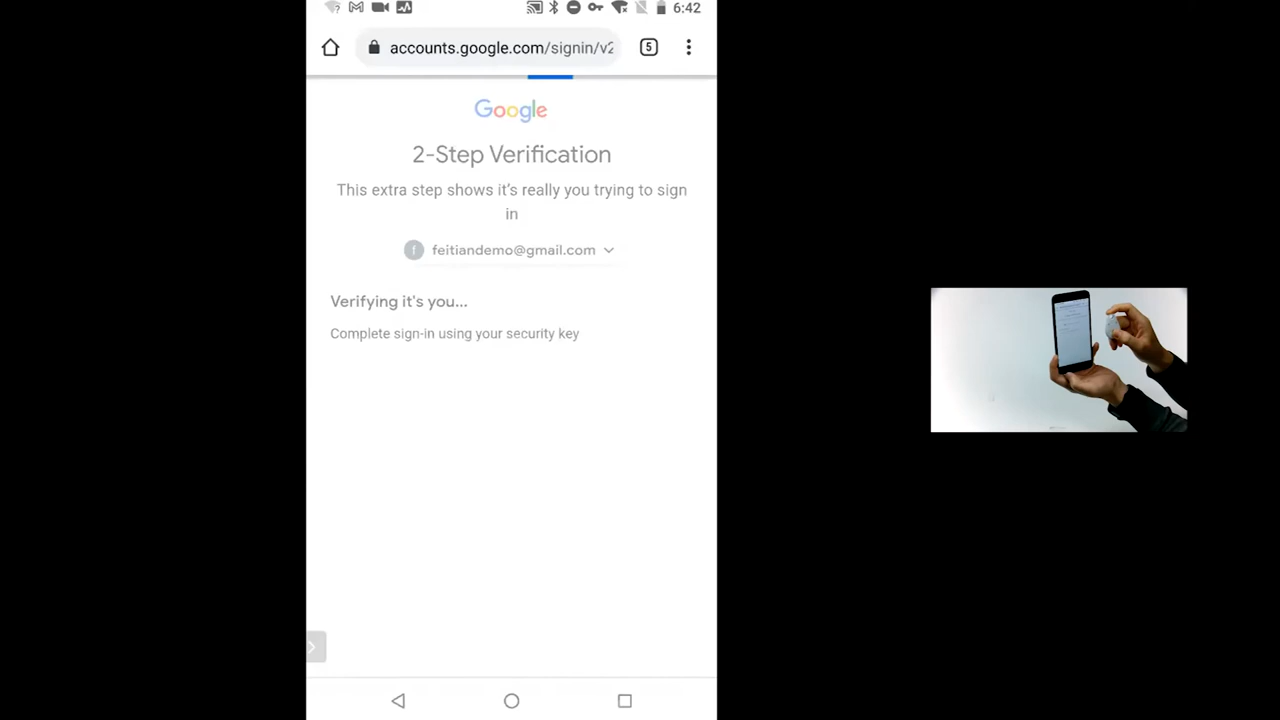 6:42
accounts.google.com/signin/v2
5
Google
2-Step Verification
This extra step shows it's really you trying to sign
in
f feitiandemo@gmail.com
Verifying it's you...
Complete sign-in using your security key